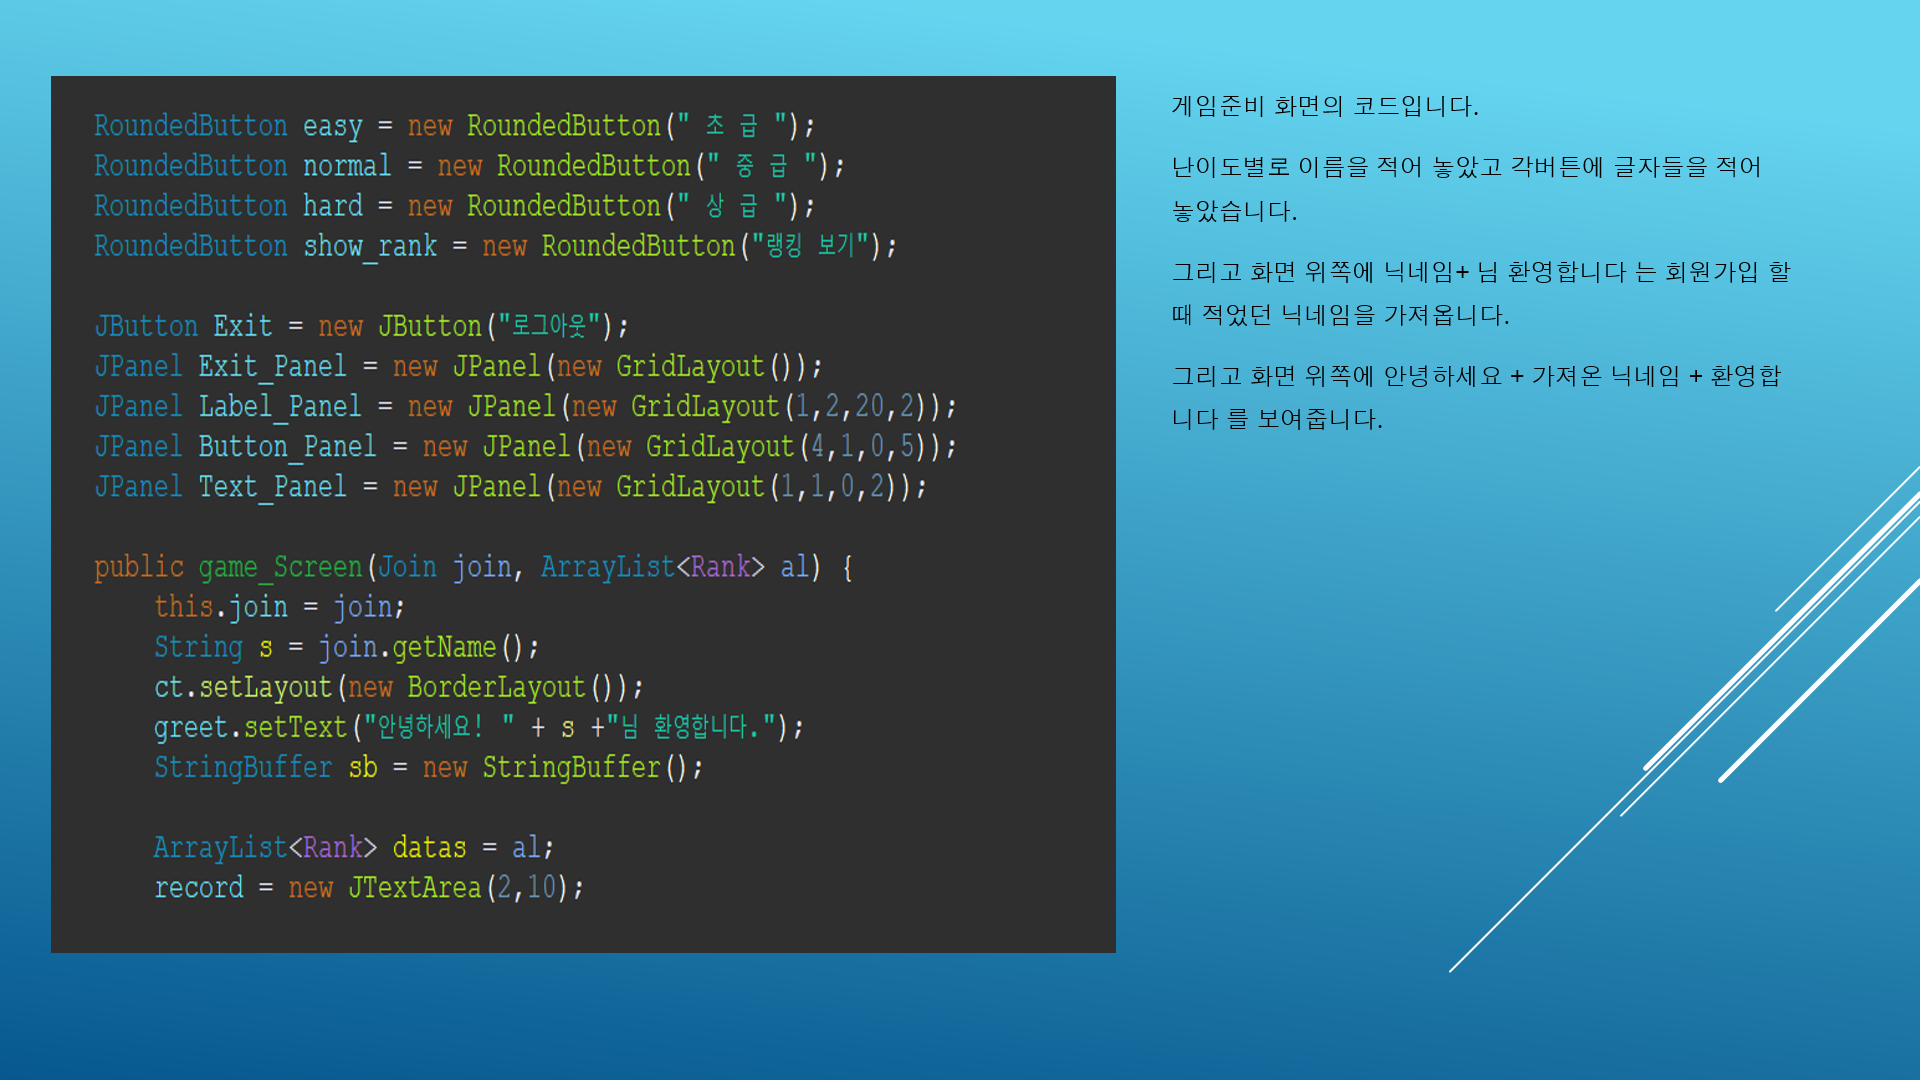 RoundedButton easy = new RoundedButton(" 초 급 ");
RoundedButton normal = new RoundedButton(" 중 급 ");
RoundedButton hard = new RoundedButton(" 상 급 ");
RoundedButton show_rank = new RoundedButton("랭킹 보기");
JButton Exit = new JButton("로그아웃");
JPanel Exit_Panel = new JPanel(new GridLayout());
JPanel Label_Panel = new JPanel(new GridLayout(1,2,20,2));
JPanel Button_Panel = new JPanel(new GridLayout(4,1,0,5));
JPanel Text_Panel = new JPanel(new GridLayout(1,1,0,2));
public game_Screen(Join join, ArrayList<Rank> al) {
this.join = join;
String s = join.getName();
ct.setLayout(new BorderLayout());
greet.setText("안녕하세요! " + s +"님 환영합니다.");
StringBuffer sb = new StringBuffer();
ArrayList<Rank> datas = al;
record = new JTextArea(2,10);
게임준비 화면의 코드입니다.
난이도별로 이름을 적어 놓았고 각버튼에 글자들을 적어
놓았습니다.
그리고 화면 위쪽에 닉네임+ 님 환영합니다 는 회원가입 할
때 적었던 닉네임을 가져옵니다.
그리고 화면 위쪽에 안녕하세요 + 가져온 닉네임 + 환영합
니다 를 보여줍니다.